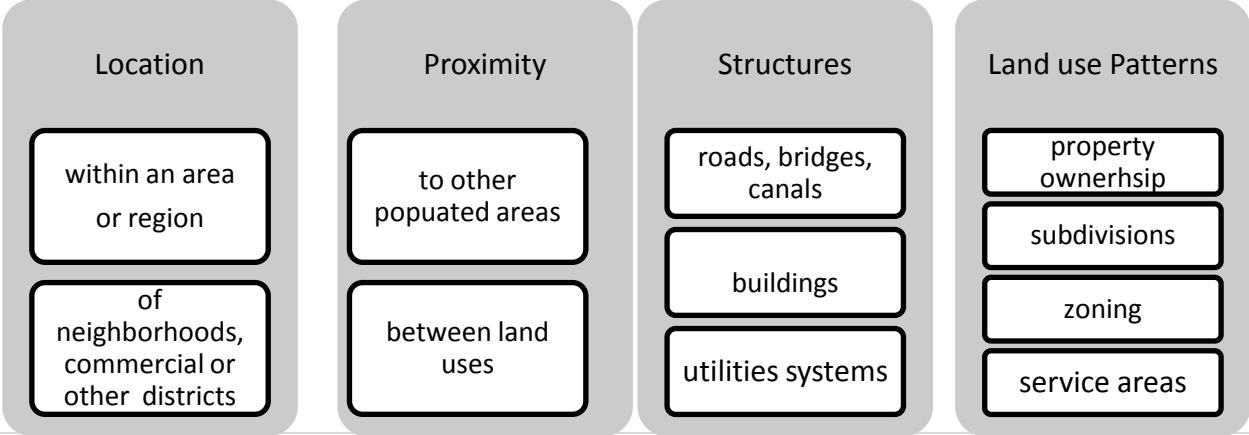 Location
within an area
or region
of
neighborhoods,
commercial or
other districts
Proximity
to other
popuated areas
between land
uses
Structures
roads, bridges,
canals
buildings
utilities systems
Land use Patterns
property
ownerhsip
subdivisions
zoning
service areas